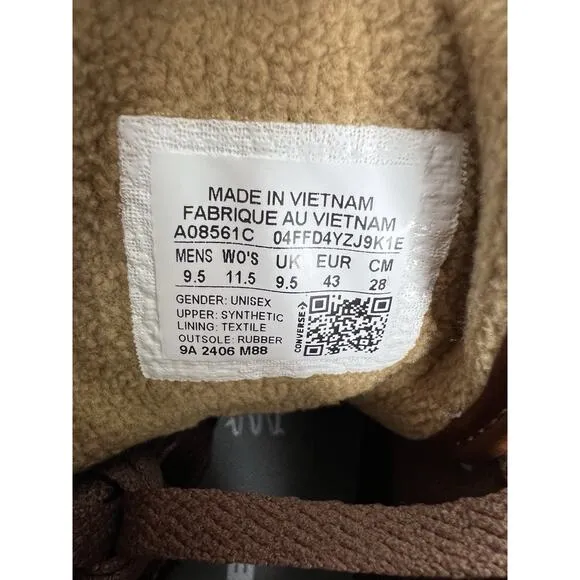 MADE IN VIETNAM
FABRIQUE AU VIETNAM
A08561C 04FFD4YZJ9K1E
MENS WO'S UK EUR CM
9.5 11.5 9.5 43 28
GENDER: UNISEX
UPPER: SYNTHETIC
LINING: TEXTILE
OUTSOLE: RUBBER
9A 2406 M88
CONVERSE